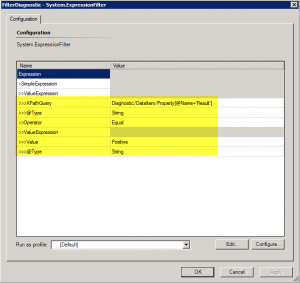 FilterDiagnostic - System.ExpressionFilter
Configuration
Configuration
System.ExpressionFilter
Name Value
Expression
>SimpleExpression
>>ValueExpression
>>>XPathQuery Diagnostic/DataItem/Property[@Name='Result']
>>>@Type String
>>Operator Equal
>>ValueExpression
>>>Value Positive
>>>@Type String
Run as profile: (Default) Edit... Configure...
OK Cancel Apply